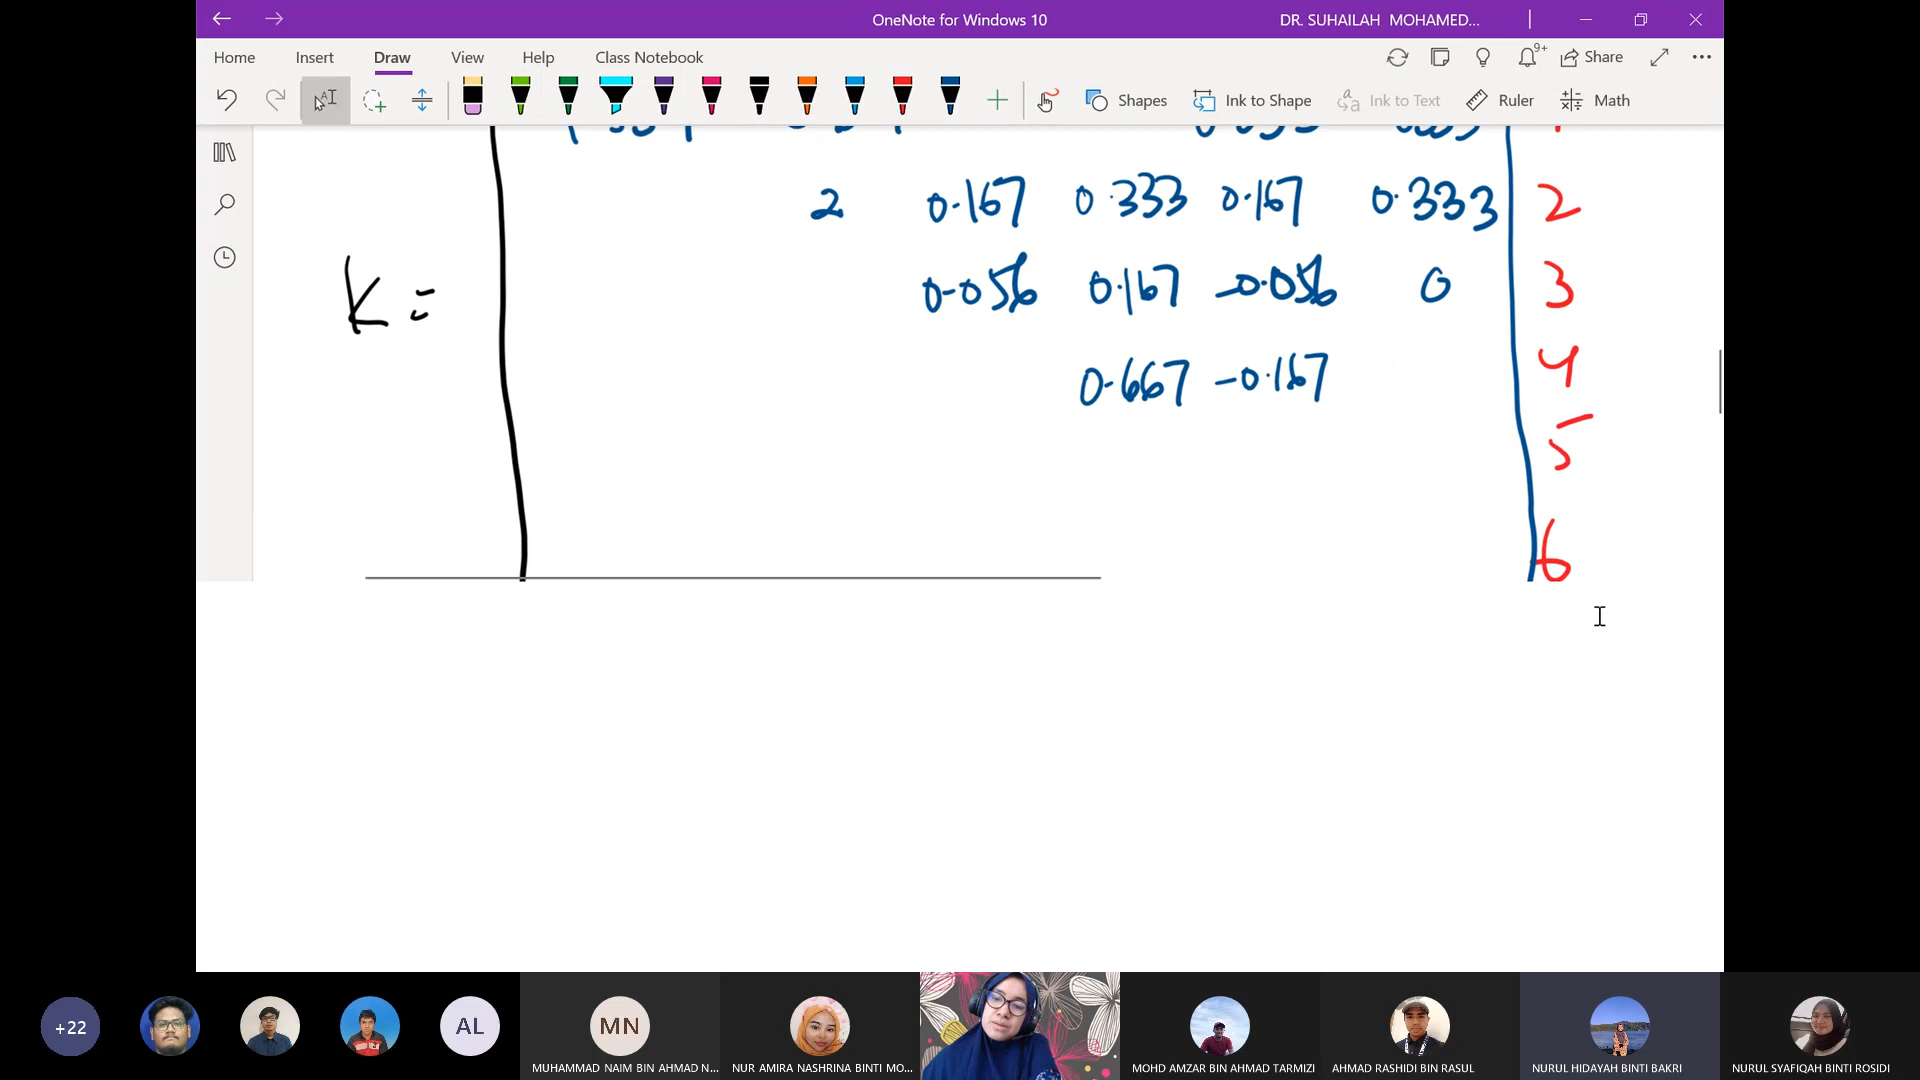 OneNote for Windows 10
DR. SUHAILAH MOHAMED...
Home Insert Draw View Help Class Notebook
9+ Share
Shapes Ink to Shape Ink to Text Ruler Math
2 0.167 0.333 0.167 0.333 2
K = 0.056 0.167 -0.056 0 3
0.667 -0.167 4
5
6
+22 AL MN
MUHAMMAD NAIM BIN AHMAD N...
NUR AMIRA NASHRINA BINTI MO...
MOHD AMZAR BIN AHMAD TARMIZI
AHMAD RASHIDI BIN RASUL
NURUL HIDAYAH BINTI BAKRI
NURUL SYAFIQAH BINTI ROSIDI